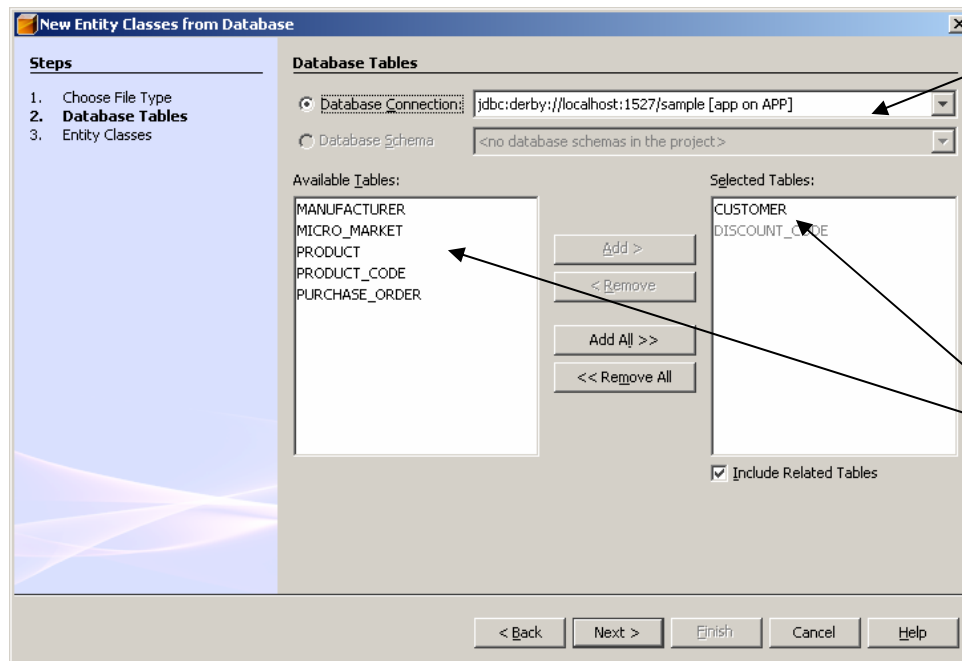 New Entity Classes from Database
Steps
1. Choose File Type
2. Database Tables
3. Entity Classes
Database Tables
Database Connection: jdbc:derby://localhost:1527/sample [app on APP]
Database Schema <no database schemas in the project>
Available Tables:
MANUFACTURER
MICRO_MARKET
PRODUCT
PRODUCT_CODE
PURCHASE_ORDER
Add >
< Remove
Add All >>
<< Remove All
Selected Tables:
CUSTOMER
DISCOUNT_CODE
Include Related Tables
< Back Next > Finish Cancel Help